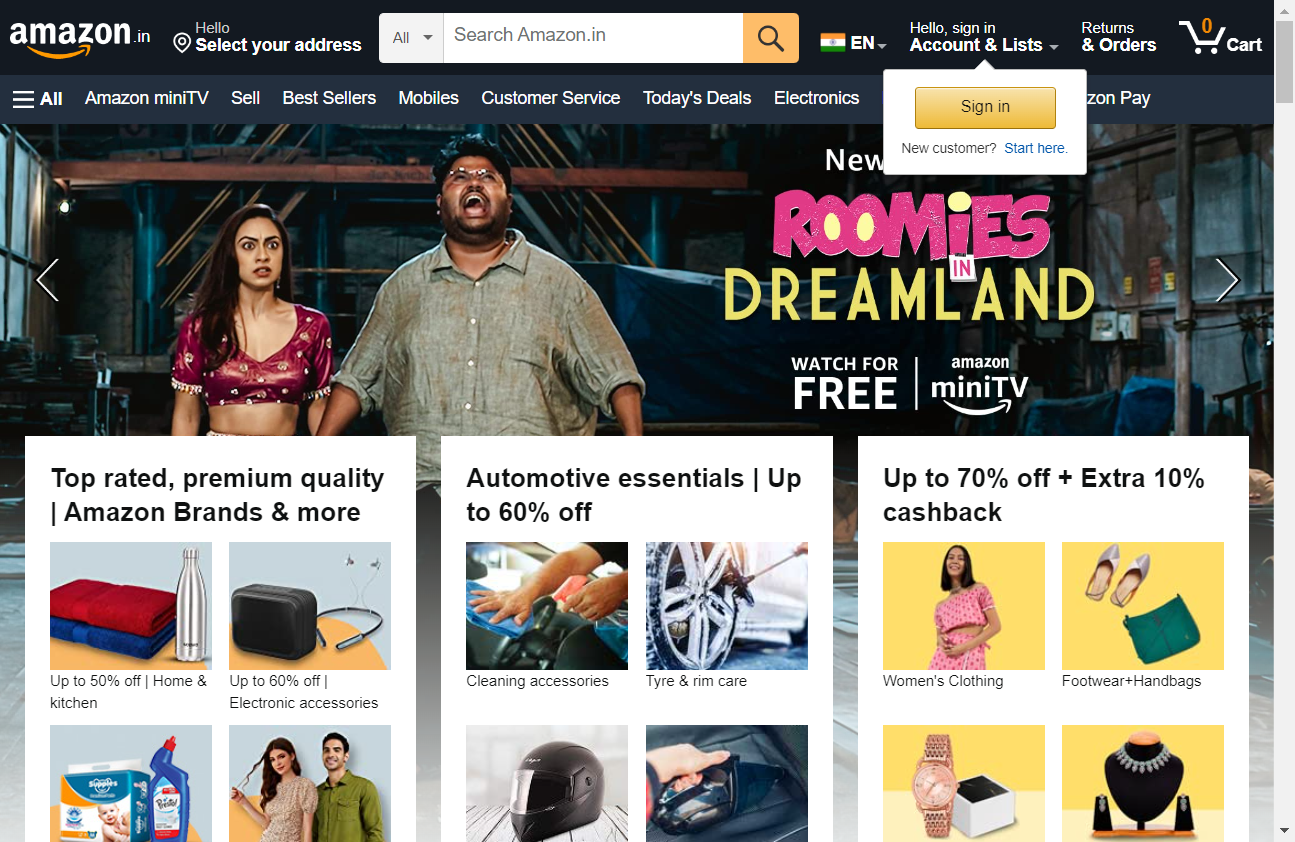 amazon.in
Hello
Select your address
All
Search Amazon.in
EN
Hello, sign in
Account & Lists
Returns
& Orders
0
Cart
All
Amazon miniTV
Sell
Best Sellers
Mobiles
Customer Service
Today's Deals
Electronics
zon Pay
Sign in
New customer? Start here.
New
ROOMiES
IN
DREAMLAND
WATCH FOR
FREE
amazon
miniTV
Top rated, premium quality
| Amazon Brands & more
Up to 50% off | Home &
kitchen
Up to 60% off |
Electronic accessories
Supples
Presto!
Automotive essentials | Up
to 60% off
Cleaning accessories
Tyre & rim care
Up to 70% off + Extra 10%
cashback
Women's Clothing
Footwear+Handbags